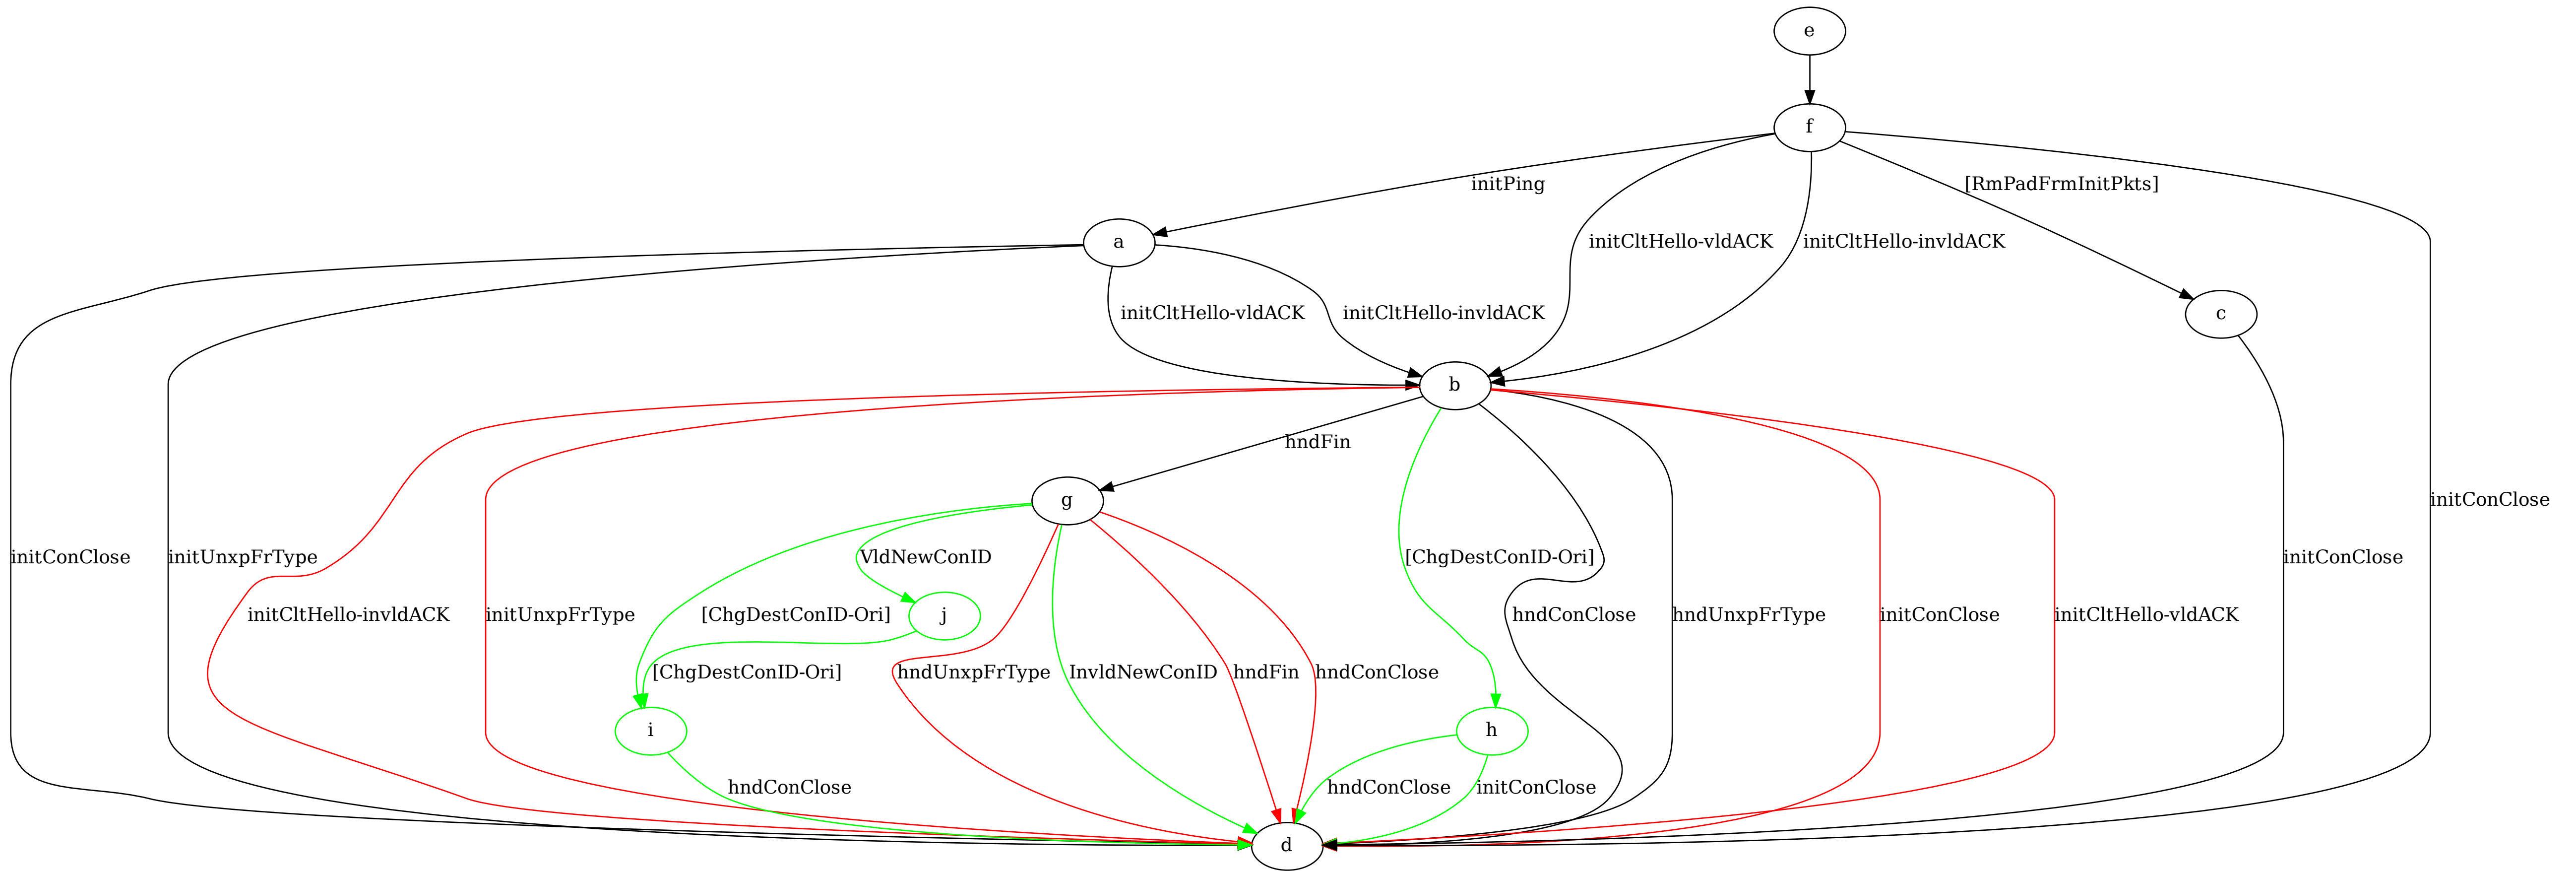 e
f
initPing
[RmPadFrmInitPkts]
a
initCltHello-vldACK
initCltHello-invldACK
initCltHello-vldACK
initCltHello-invldACK
c
b
hndFin
g
initConClose
initConClose
initUnxpFrType
VldNewConID
[ChgDestConID-Ori]
initConClose
initCltHello-invldACK
initUnxpFrType
[ChgDestConID-Ori]
j
hndConClose
hndUnxpFrType
initConClose
initCltHello-vldACK
[ChgDestConID-Ori]
hndUnxpFrType
InvldNewConID
hndFin
hndConClose
i
h
hndConClose
hndConClose
initConClose
d